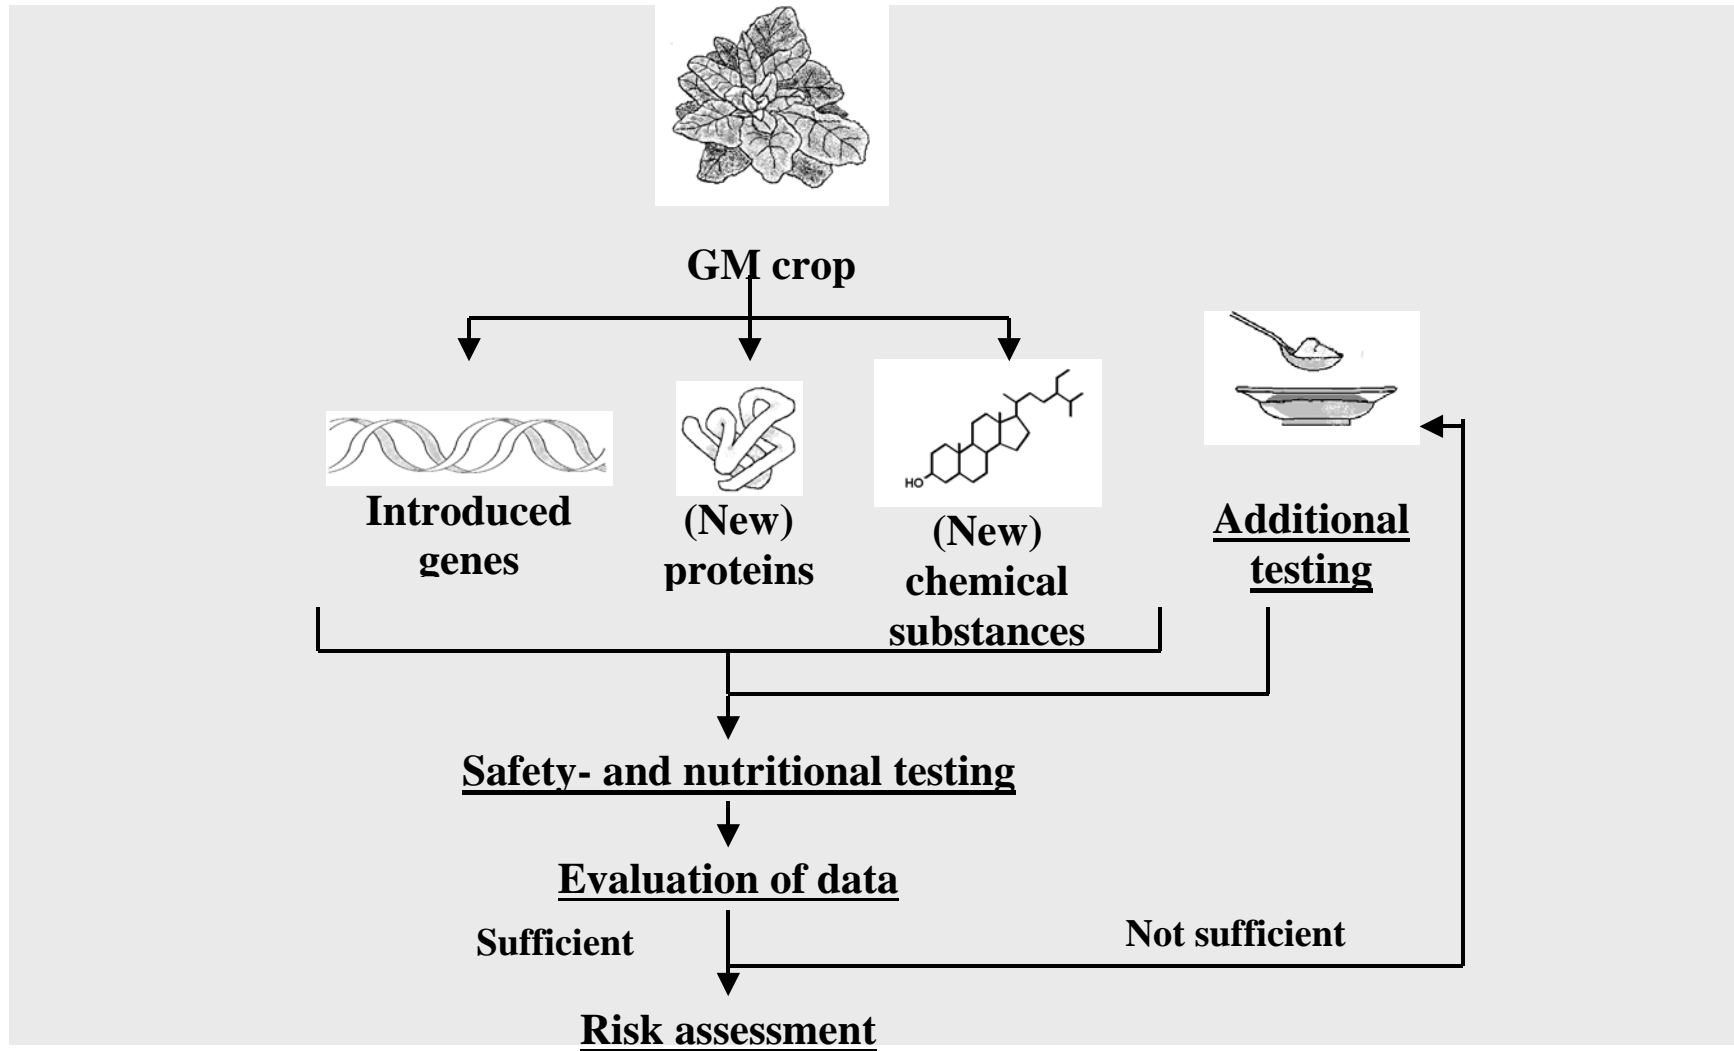 GM crop
HO
Introduced
genes
(New)
proteins
(New)
chemical
substances
Additional
testing
Safety- and nutritional testing
Evaluation of data
Sufficient
Not sufficient
Risk assessment